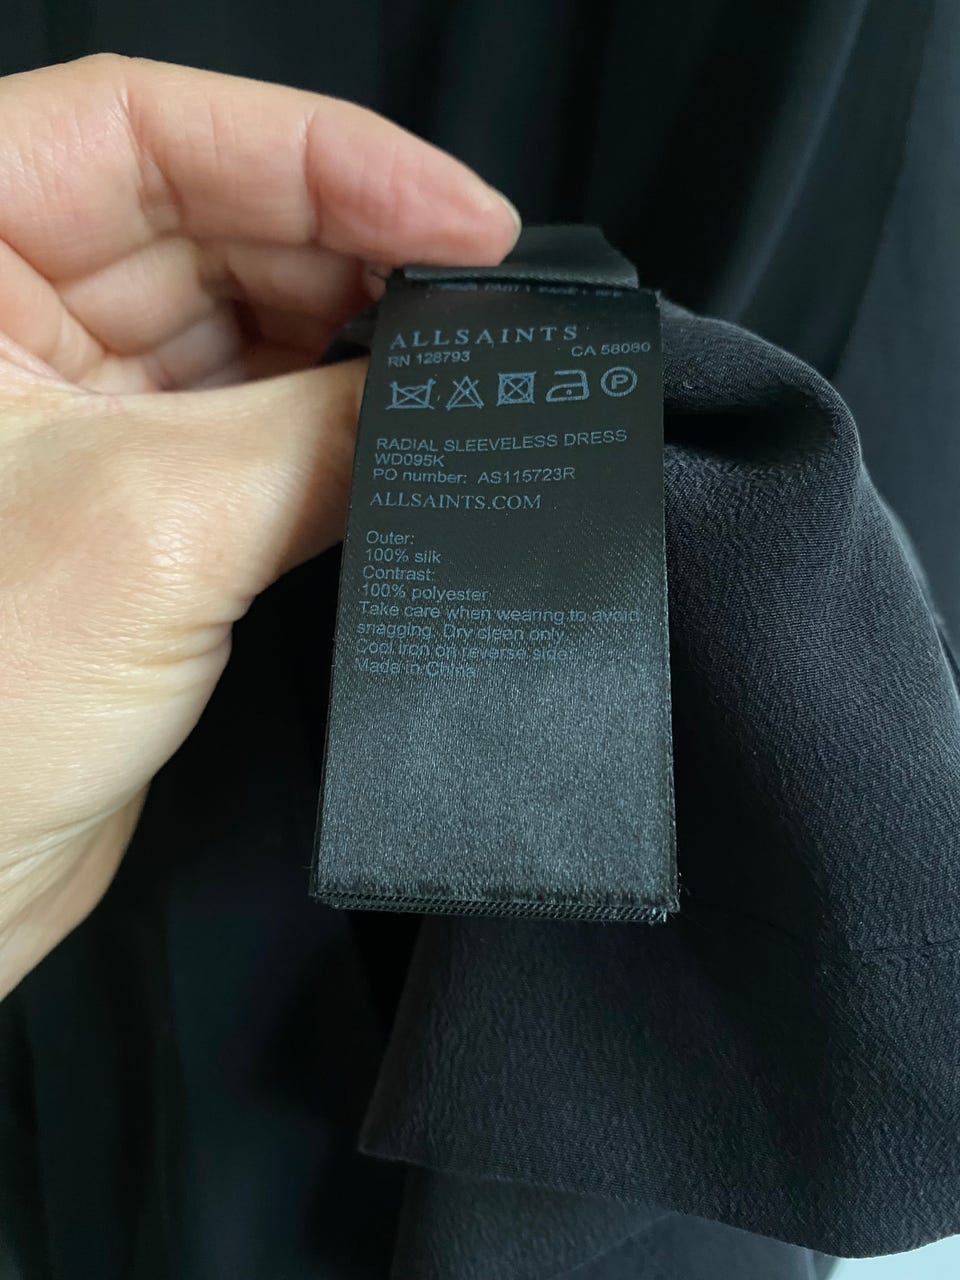 ALLSAINTS
RN 128793 CA 58080
P
RADIAL SLEEVELESS DRESS
WD095K
PO number: AS115723R
ALLSAINTS.COM
Outer:
100% silk
Contrast:
100% polyester
Take care when wearing to avoid
snagging. Dry clean only.
Cool iron on reverse side.
Made in China